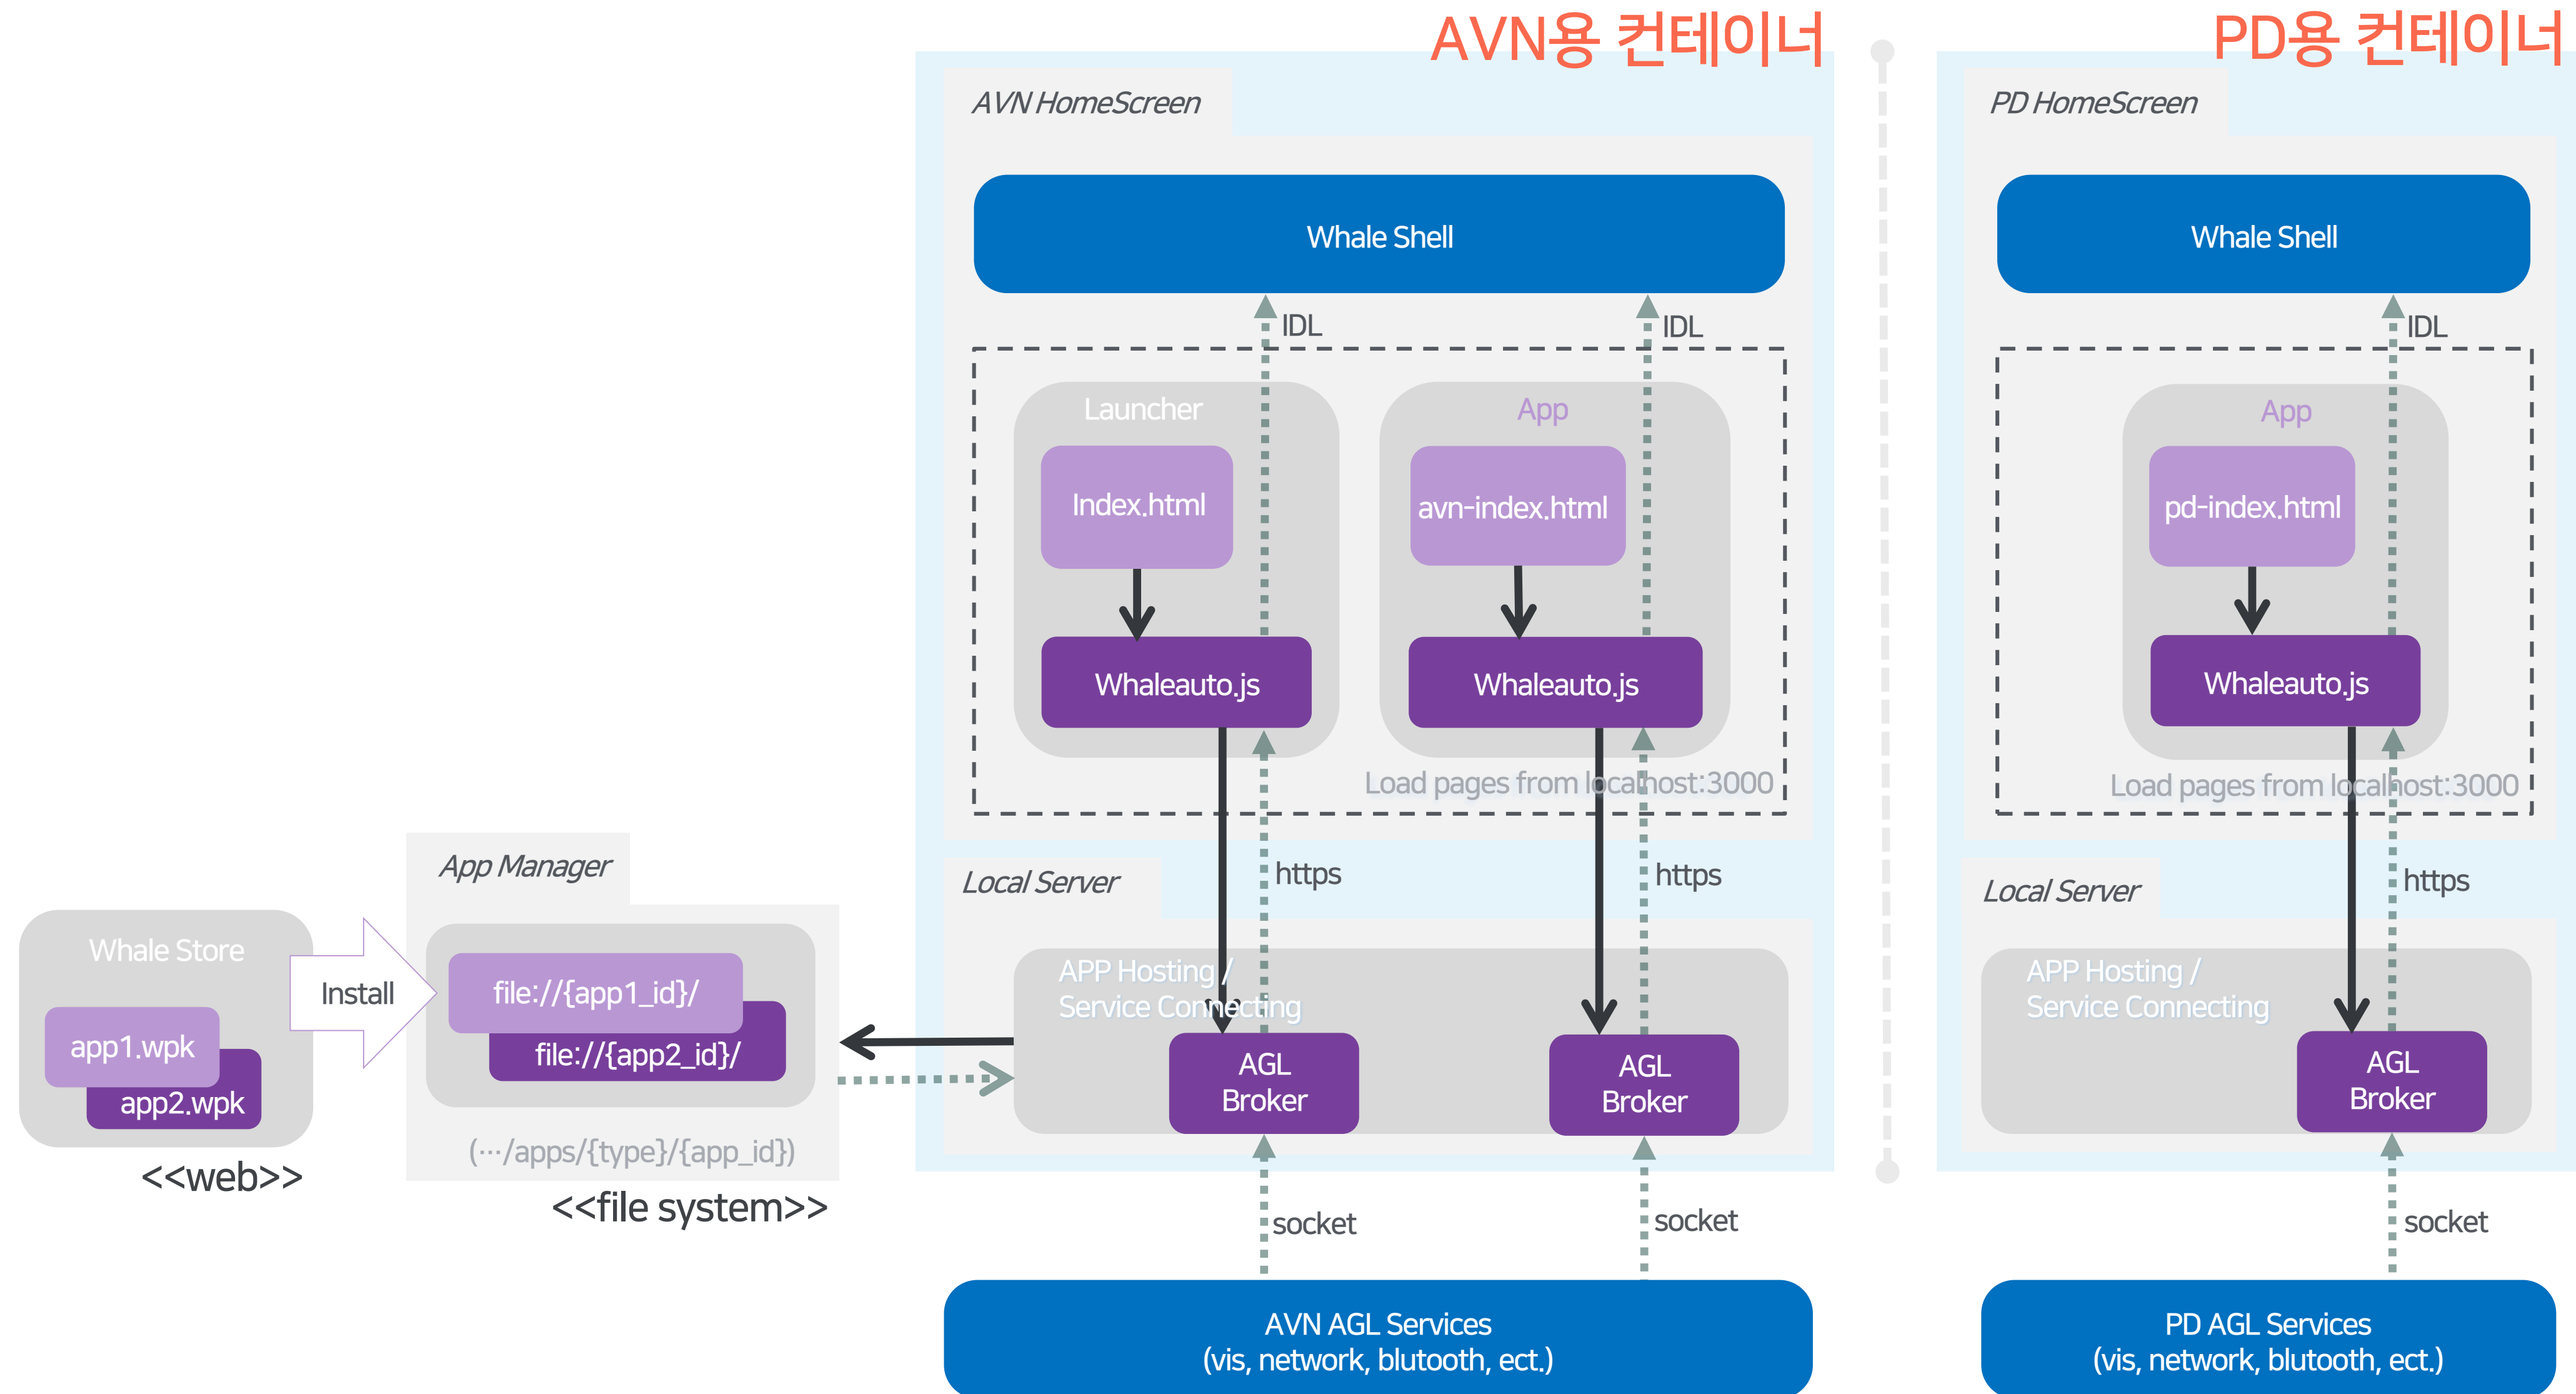 AVN용 컨테이너
PD용 컨테이너
AVN HomeScreen
PD HomeScreen
Whale Shell
Whale Shell
IDL
IDL
IDL
Launcher
App
App
Index.html
avn-index.html
pd-index.html
Whaleauto.js
Whaleauto.js
Whaleauto.js
Load pages from localhost:3000
Load pages from localhost:3000
App Manager
Local Server
https
https
Local Server
https
Whale Store
Install
file://{app1_id}/
file://{app2_id}/
app1.wpk
app2.wpk
(…/apps/{type}/{app_id})
<<web>>
<<file system>>
APP Hosting /
Service Connecting
APP Hosting /
Service Connecting
AGL
Broker
AGL
Broker
AGL
Broker
socket
socket
socket
AVN AGL Services
(vis, network, blutooth, ect.)
PD AGL Services
(vis, network, blutooth, ect.)